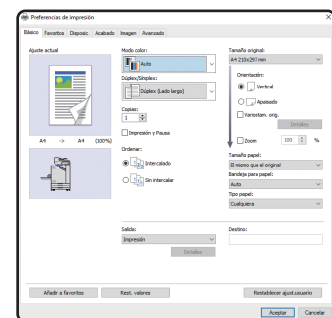 Preferencias de impresión
Básico Favoritos Disposic Acabado Imagen Avanzado
Ajuste actual
A4 -> A4 (100%)
Modo color:
Auto
Dúplex/Símplex:
Dúplex (Lado largo)
Copias:
1
Impresión y Pausa
Ordenar:
Intercalado
Sin intercalar
Tamaño original:
A4 210x297 mm
Orientación:
Vertical
Apaisado
Varios tam. orig.
Detalles
Zoom 100 %
Tamaño papel:
El mismo que el original
Bandeja para papel:
Auto
Tipo papel:
Cualquiera
Salida:
Impresión
Detalles
Destino:
Añadir a favoritos
Rest. valores
Restablecer ajust.usuario
Aceptar
Cancelar